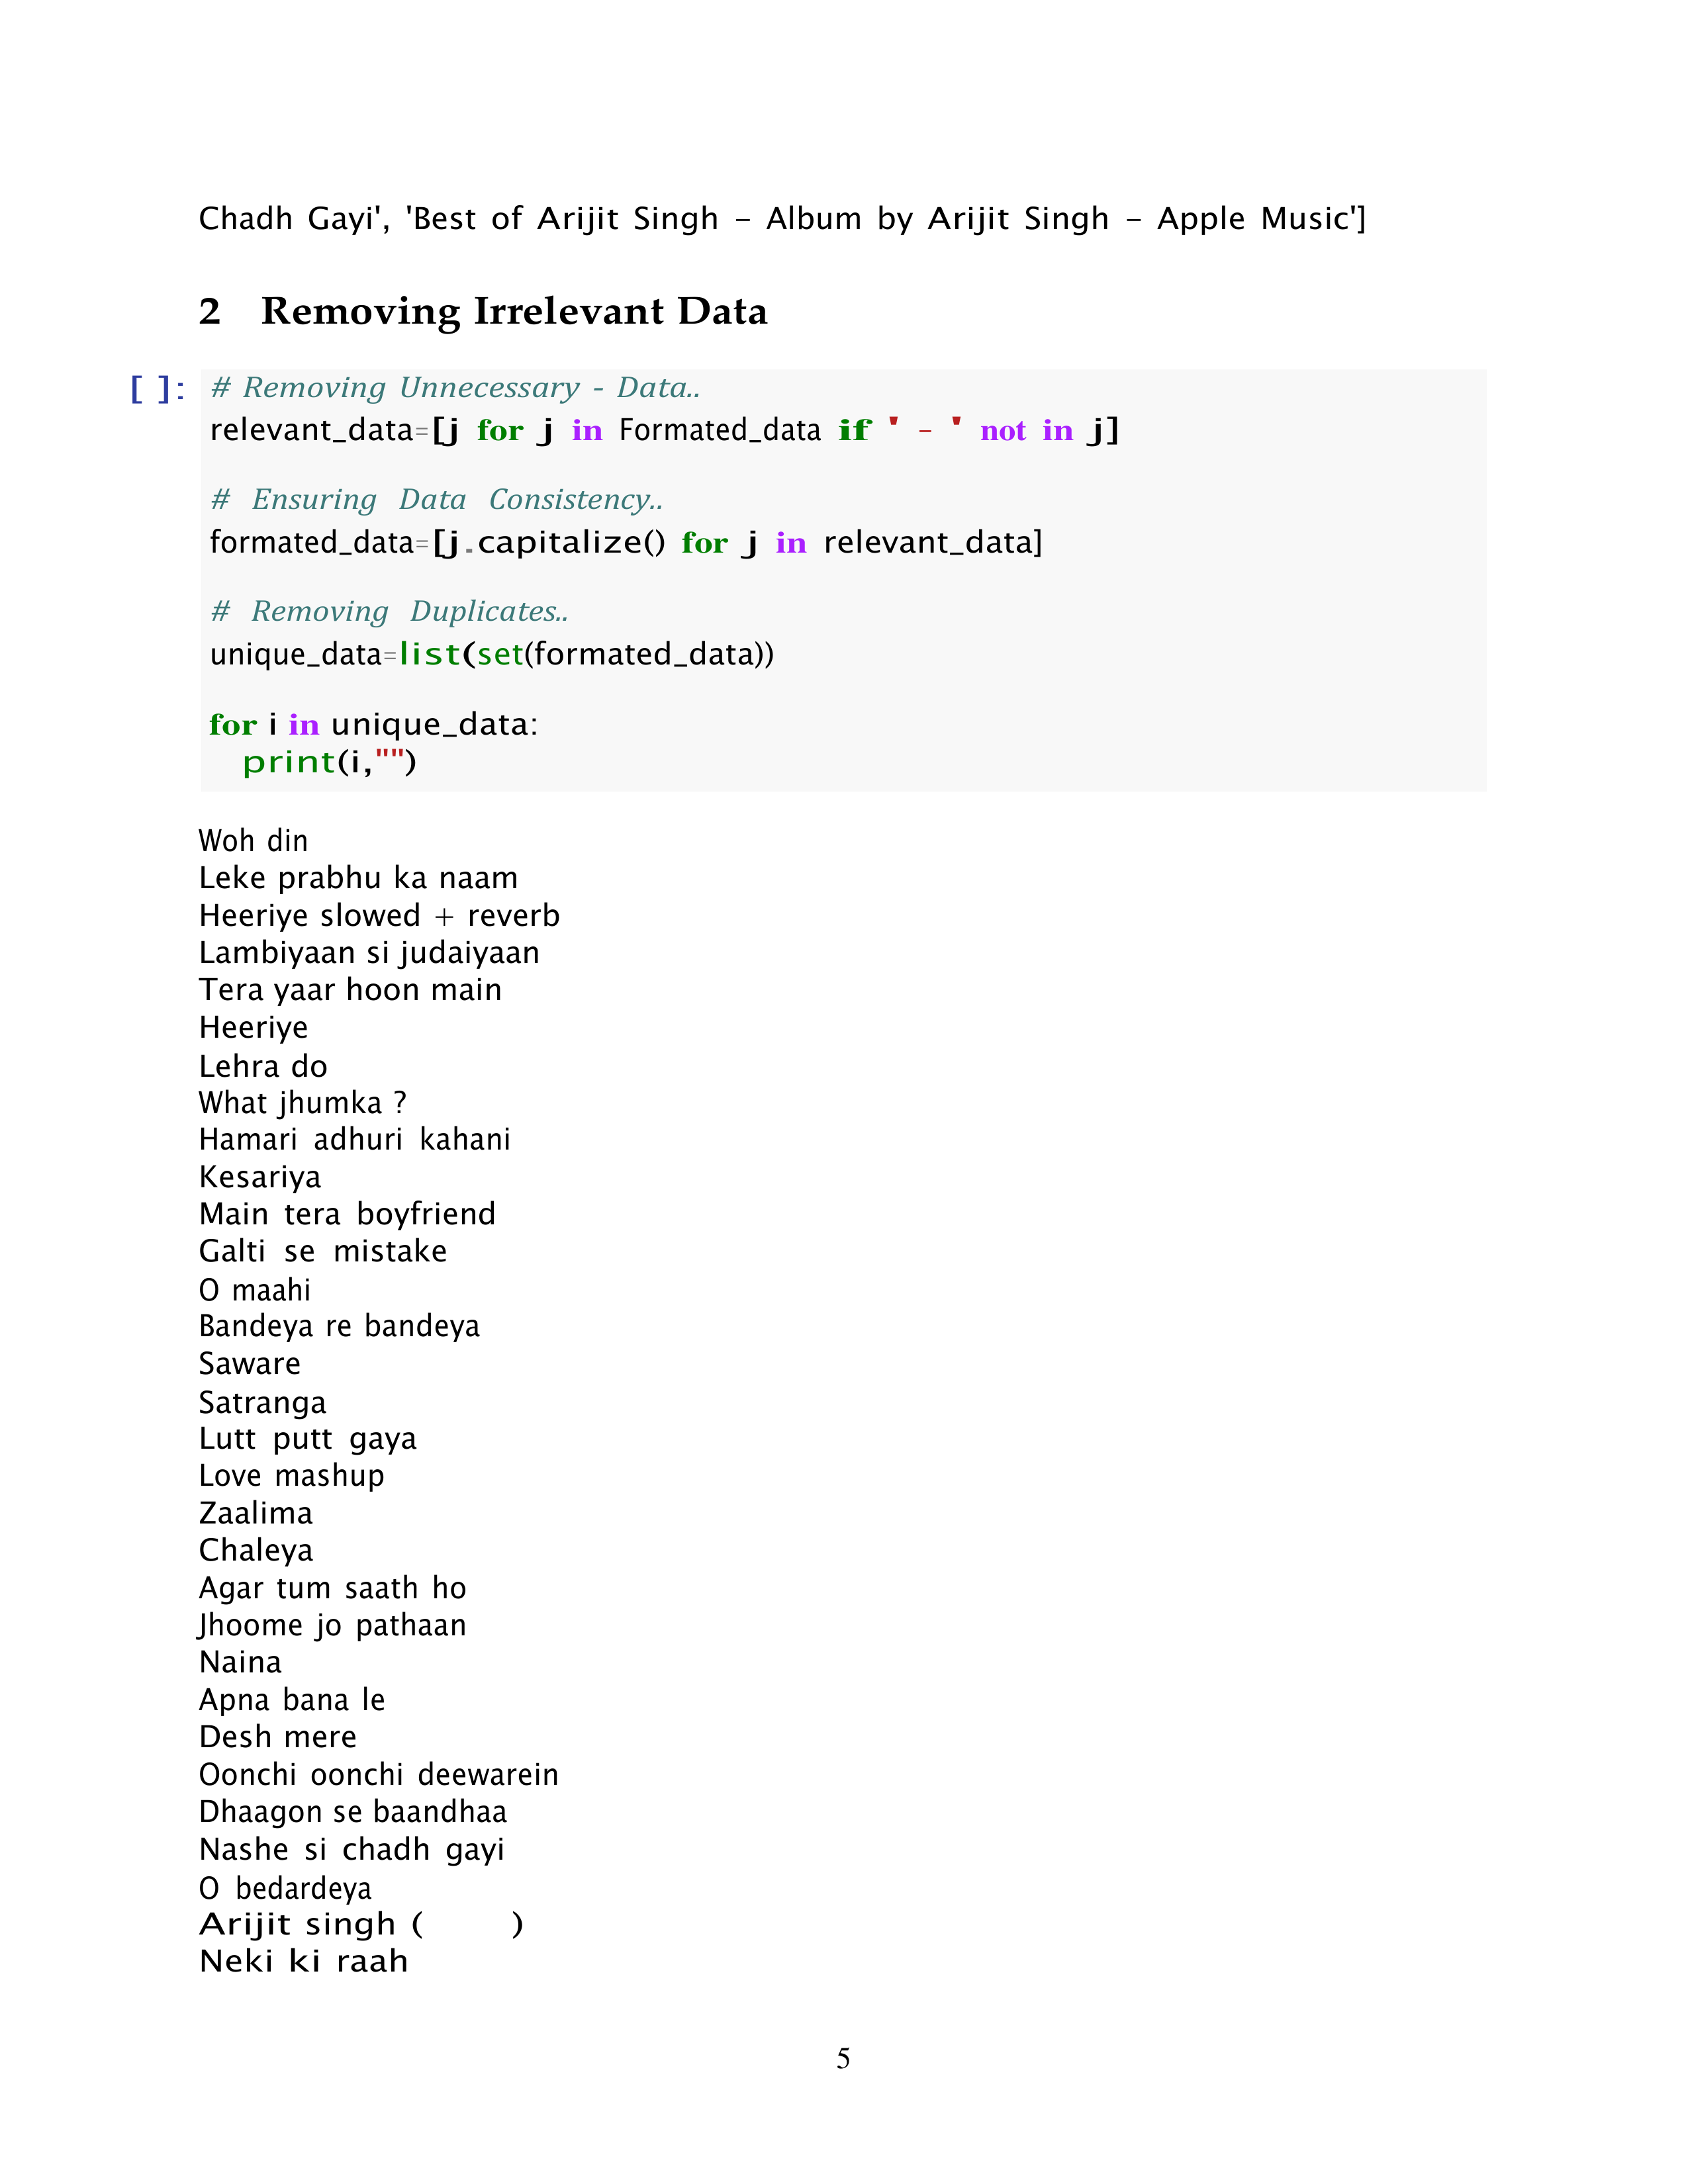 Chadh Gayi', 'Best of Arijit Singh – Album by Arijit Singh – Apple Music']
2 Removing Irrelevant Data
[ ]: # Removing Unnecessary - Data..
relevant_data=[j for j in Formated_data if ' - ' not in j]
# Ensuring Data Consistency..
formated_data=[j.capitalize() for j in relevant_data]
# Removing Duplicates..
unique_data=list(set(formated_data))
for i in unique_data:
print(i,"")
Woh din
Leke prabhu ka naam
Heeriye slowed + reverb
Lambiyaan si judaiyaan
Tera yaar hoon main
Heeriye
Lehra do
What jhumka ?
Hamari adhuri kahani
Kesariya
Main tera boyfriend
Galti se mistake
O maahi
Bandeya re bandeya
Saware
Satranga
Lutt putt gaya
Love mashup
Zaalima
Chaleya
Agar tum saath ho
Jhoome jo pathaan
Naina
Apna bana le
Desh mere
Oonchi oonchi deewarein
Dhaagon se baandhaa
Nashe si chadh gayi
O bedardeya
Arijit singh ( )
Neki ki raah
5